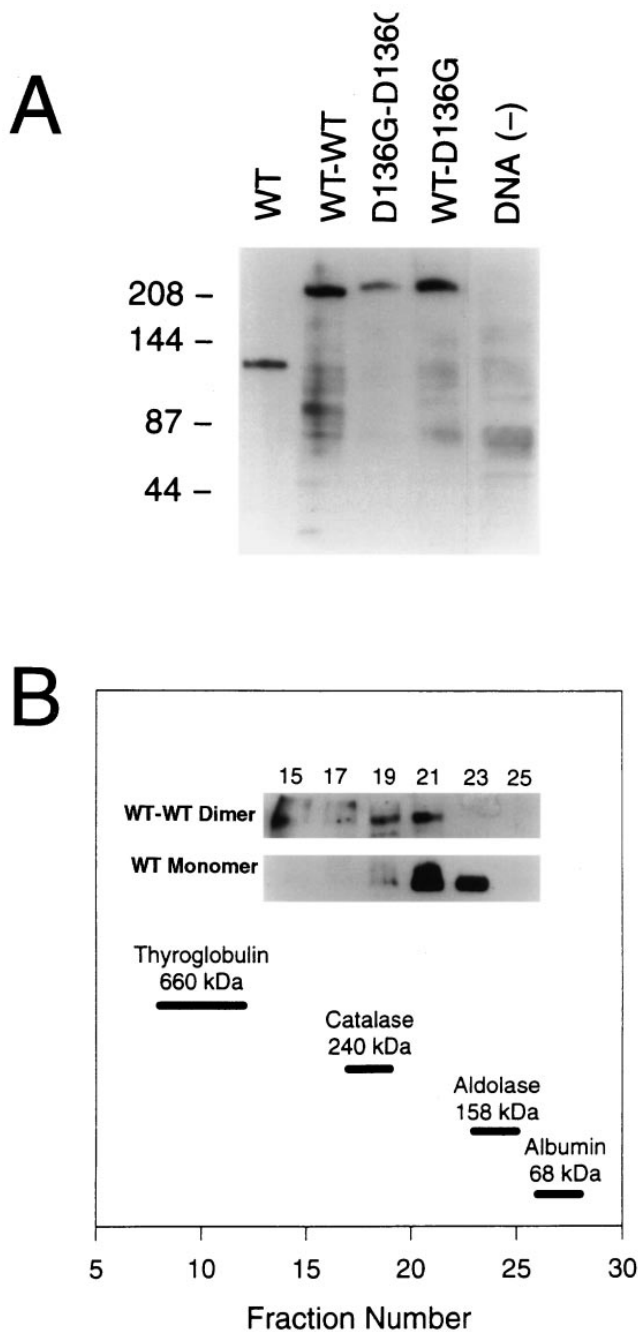 A
WT
WT-WT
D136G-D136G
WT-D136G
DNA (–)
208 –
144 –
87 –
44 –
B
15 17 19 21 23 25
WT-WT Dimer
WT Monomer
Thyroglobulin
660 kDa
Catalase
240 kDa
Aldolase
158 kDa
Albumin
68 kDa
5 10 15 20 25 30
Fraction Number